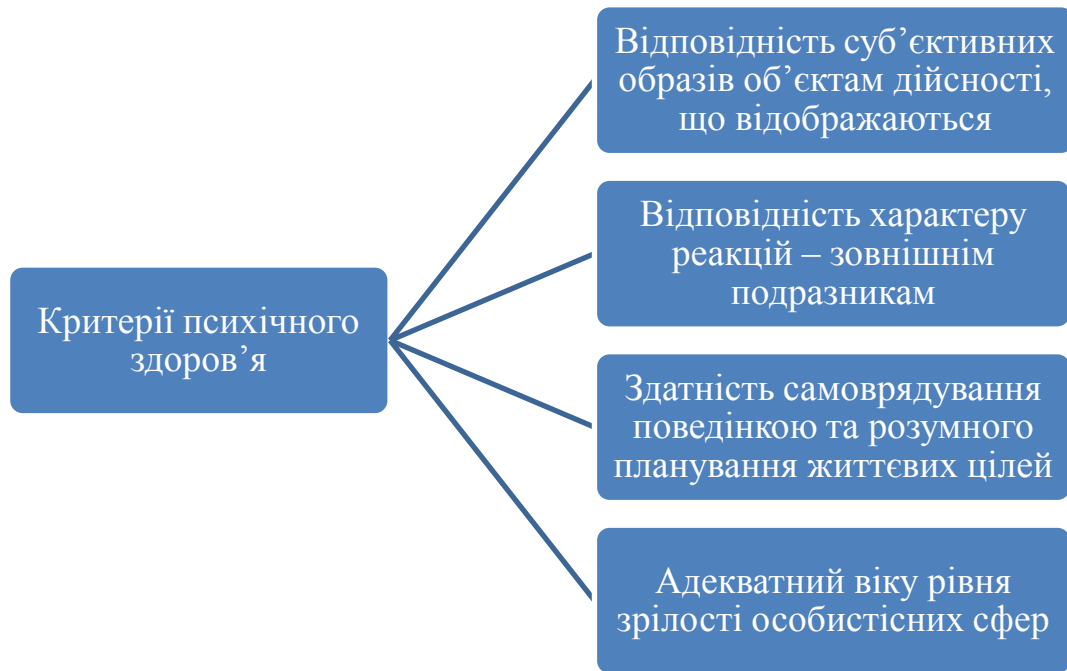 Критерії психічного
здоров’я
Відповідність суб’єктивних
образів об’єктам дійсності,
що відображаються
Відповідність характеру
реакцій – зовнішнім
подразникам
Здатність самоврядування
поведінкою та розумного
планування життєвих цілей
Адекватний віку рівня
зрілості особистісних сфер